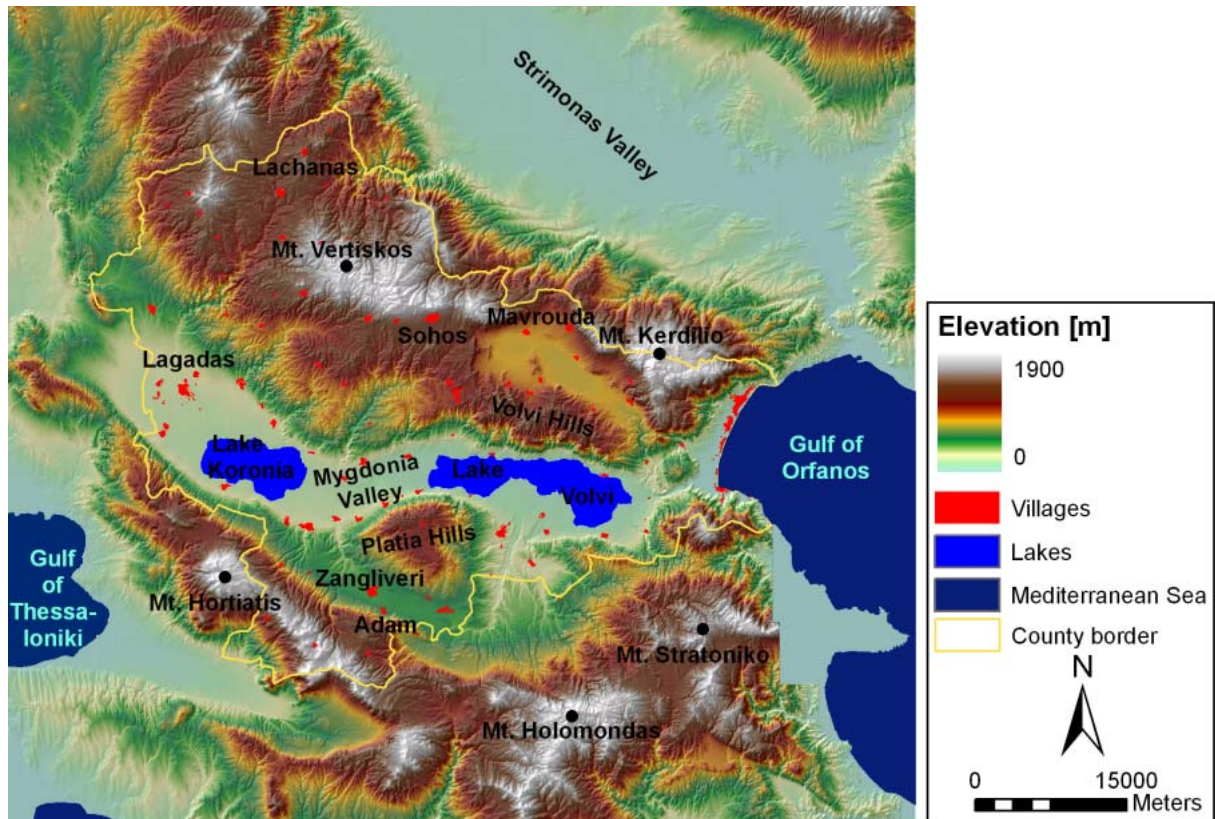 Strimonas Valley
Lachanas
Mt. Vertiskos
Mavrouda
Sohos
Mt. Kerdilio
Lagadas
Volvi Hills
Lake
Koronia
Mygdonia
Valley
Lake
Volvi
Gulf of
Orfanos
Platia Hills
Gulf
of
Thessa-
loniki
Zangliveri
Mt. Hortiatis
Adam
Mt. Stratoniko
Mt. Holomondas
Elevation [m]
1900
0
Villages
Lakes
Mediterranean Sea
County border
N
0 15000
Meters